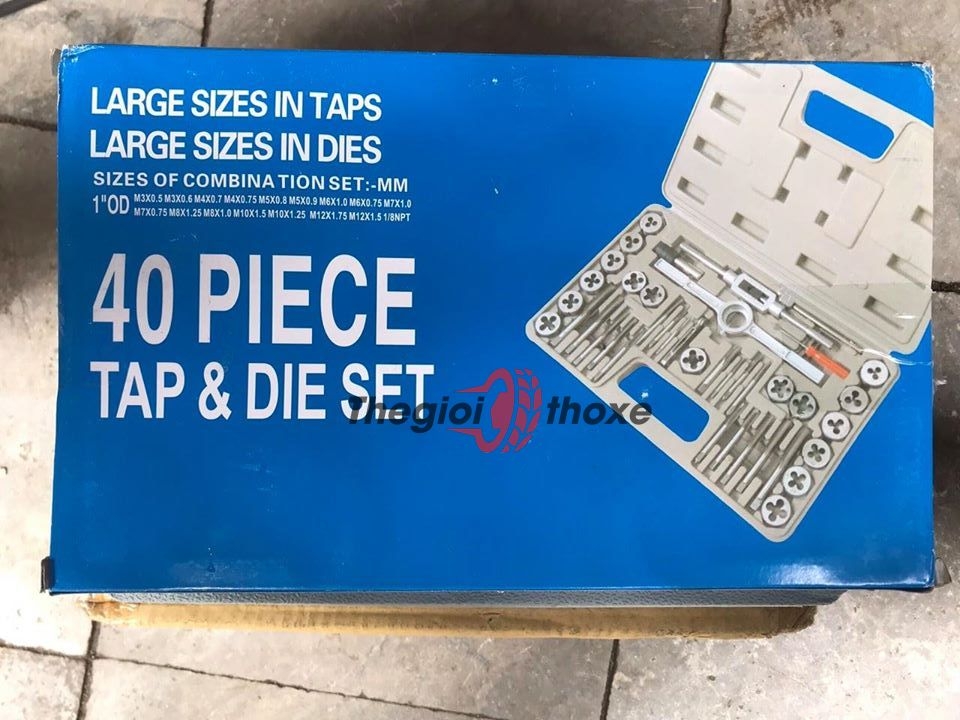 LARGE SIZES IN TAPS
LARGE SIZES IN DIES
SIZES OF COMBINATION SET:-MM
1"OD M3X0.5 M3X0.6 M4X0.7 M4X0.75 M5X0.8 M5X0.9 M6X1.0 M6X0.75 M7X1.0
M7X0.75 M8X1.25 M8X1.0 M10X1.5 M10X1.25 M12X1.75 M12X1.5 1/8NPT
40 PIECE
TAP & DIE SET
Thegioi thoxe